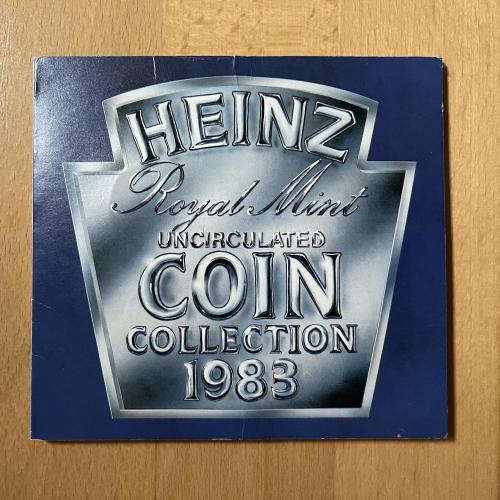 HEINZ
Royal Mint
UNCIRCULATED
COIN
COLLECTION
1983